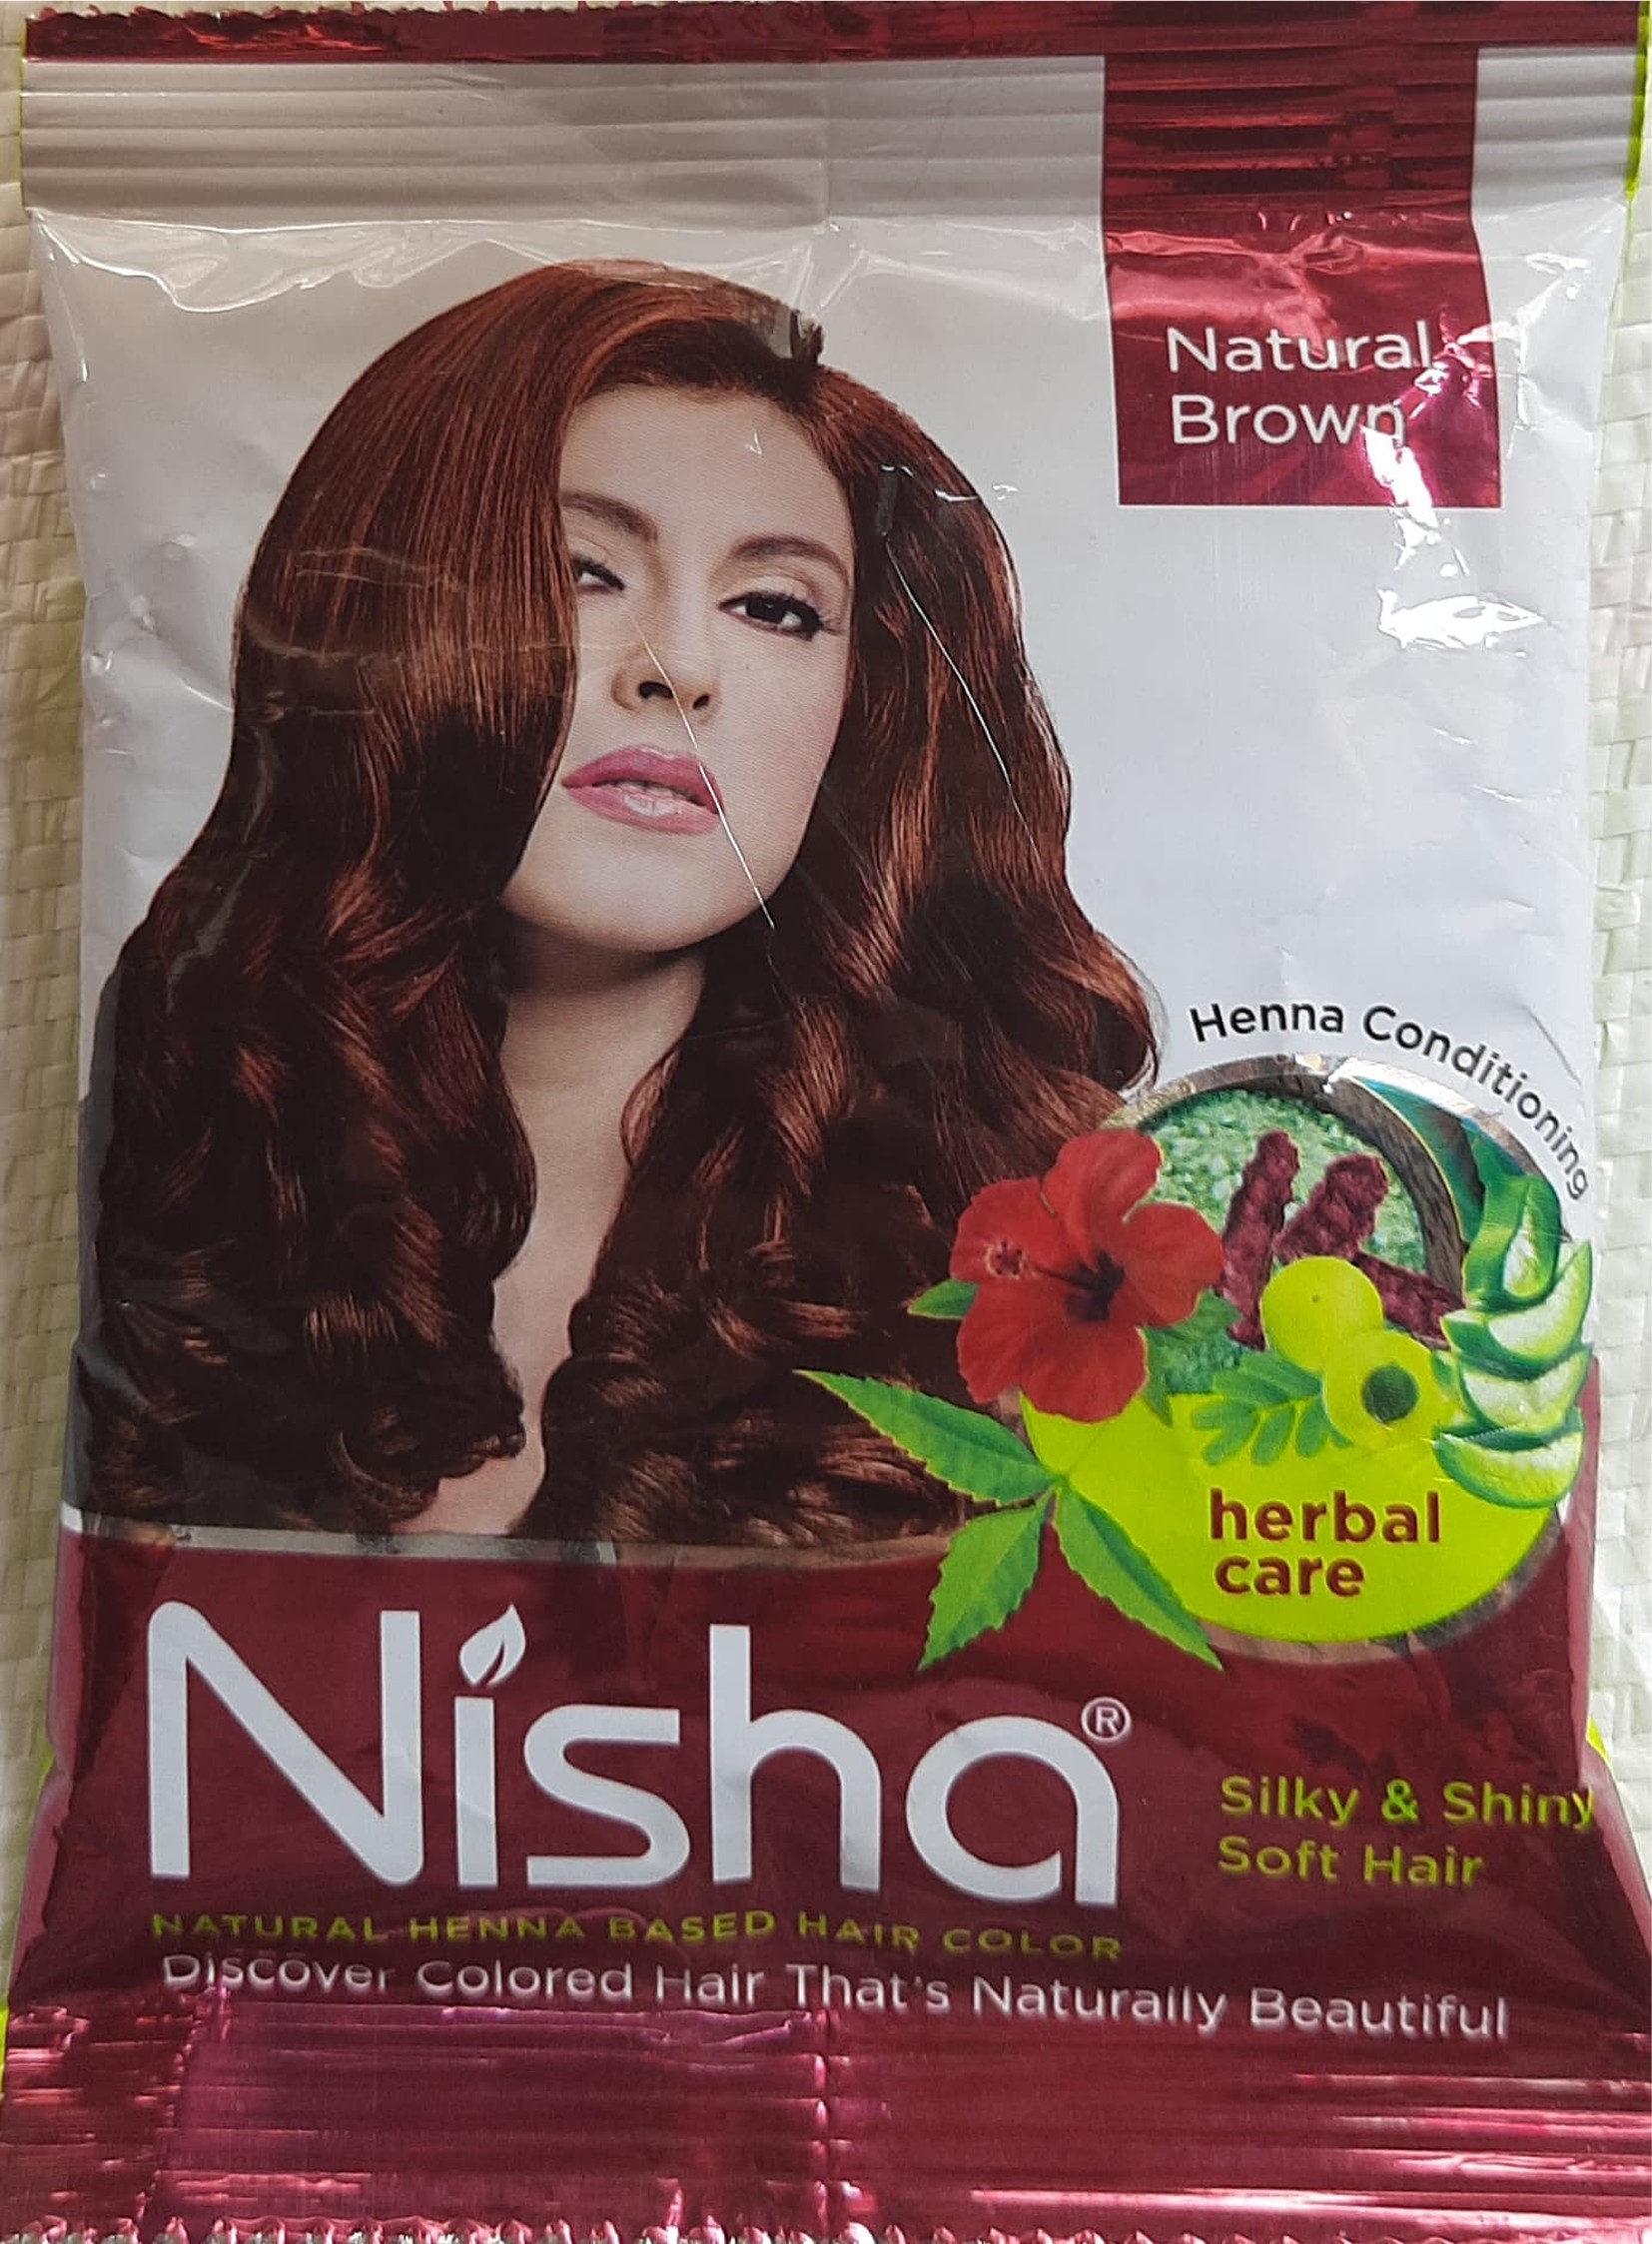 Natural
Brown
Henna Conditioning
herbal
care
Nisha®
Silky & Shiny
Soft Hair
NATURAL HENNA BASED HAIR COLOR
Discover Colored Hair That's Naturally Beautiful